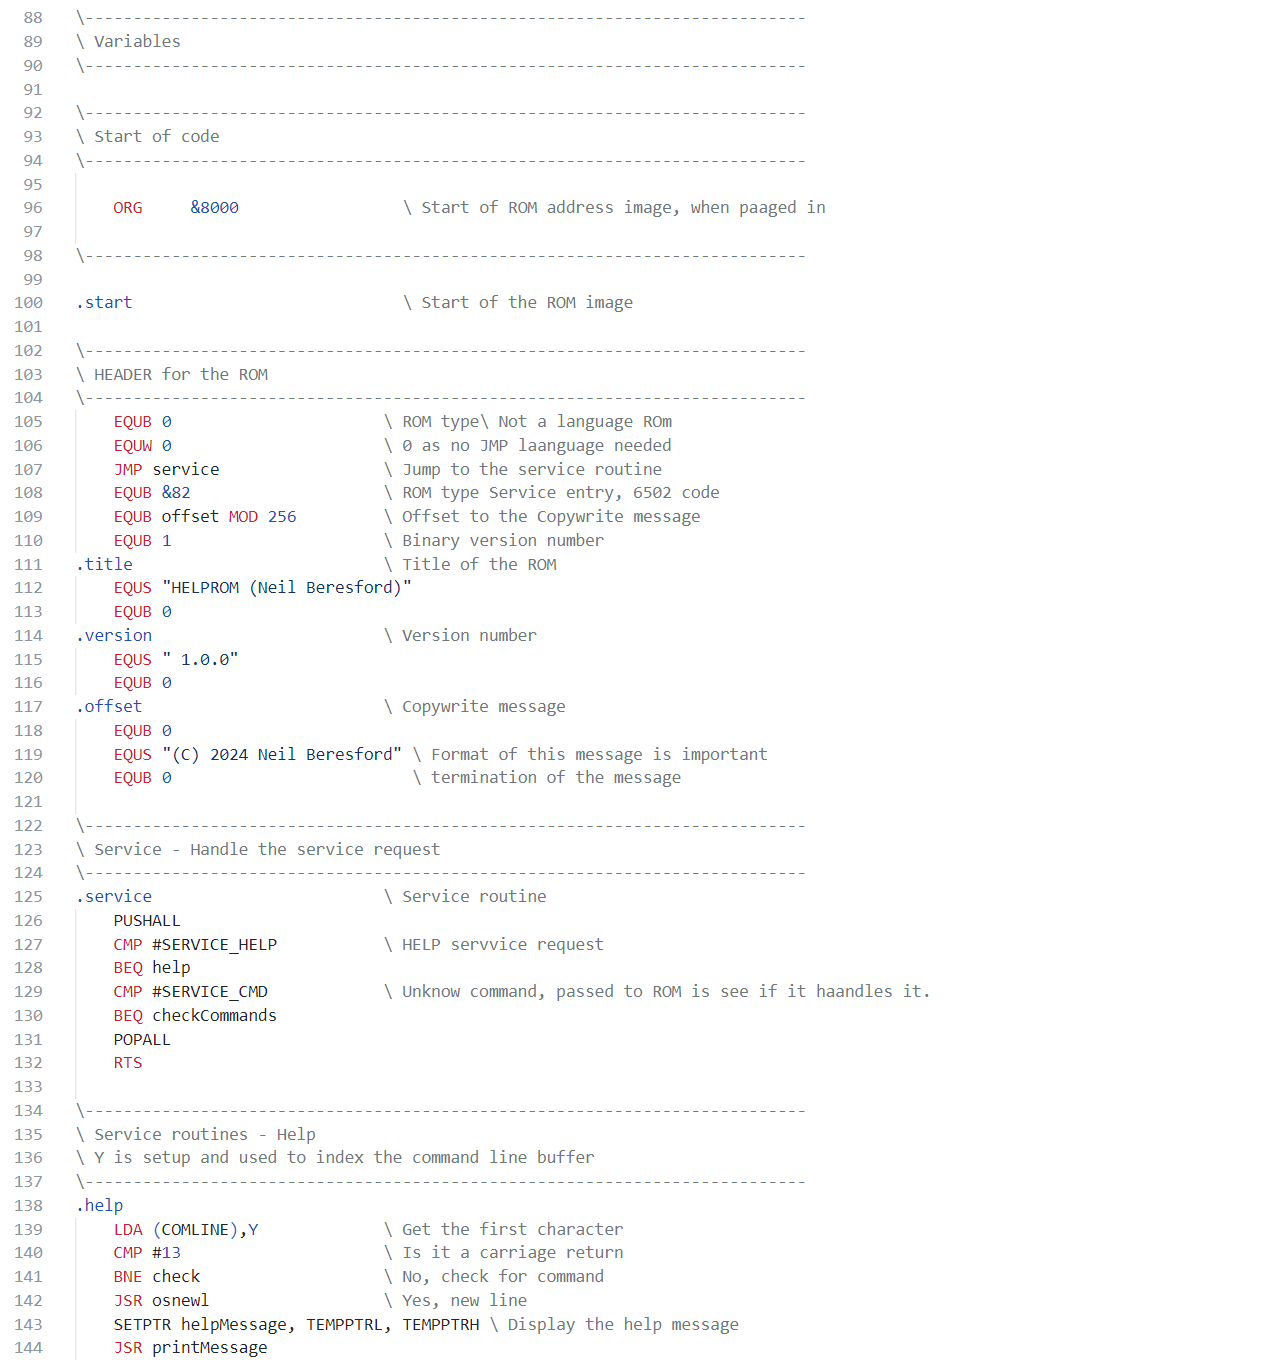 88 \---------------------------------------------------------------------------
89 \ Variables
90 \---------------------------------------------------------------------------
91
92 \---------------------------------------------------------------------------
93 \ Start of code
94 \---------------------------------------------------------------------------
95
96 ORG &8000 \ Start of ROM address image, when paaged in
97
98 \---------------------------------------------------------------------------
99
100 .start \ Start of the ROM image
101
102 \---------------------------------------------------------------------------
103 \ HEADER for the ROM
104 \---------------------------------------------------------------------------
105 EQUB 0 \ ROM type\ Not a language ROm
106 EQUW 0 \ 0 as no JMP laanguage needed
107 JMP service \ Jump to the service routine
108 EQUB &82 \ ROM type Service entry, 6502 code
109 EQUB offset MOD 256 \ Offset to the Copywrite message
110 EQUB 1 \ Binary version number
111 .title \ Title of the ROM
112 EQUS "HELPROM (Neil Beresford)"
113 EQUB 0
114 .version \ Version number
115 EQUS " 1.0.0"
116 EQUB 0
117 .offset \ Copywrite message
118 EQUB 0
119 EQUS "(C) 2024 Neil Beresford" \ Format of this message is important
120 EQUB 0 \ termination of the message
121
122 \---------------------------------------------------------------------------
123 \ Service - Handle the service request
124 \---------------------------------------------------------------------------
125 .service \ Service routine
126 PUSHALL
127 CMP #SERVICE_HELP \ HELP servvice request
128 BEQ help
129 CMP #SERVICE_CMD \ Unknow command, passed to ROM is see if it haandles it.
130 BEQ checkCommands
131 POPALL
132 RTS
133
134 \---------------------------------------------------------------------------
135 \ Service routines - Help
136 \ Y is setup and used to index the command line buffer
137 \---------------------------------------------------------------------------
138 .help
139 LDA (COMLINE),Y \ Get the first character
140 CMP #13 \ Is it a carriage return
141 BNE check \ No, check for command
142 JSR osnewl \ Yes, new line
143 SETPTR helpMessage, TEMPPTRL, TEMPPTRH \ Display the help message
144 JSR printMessage